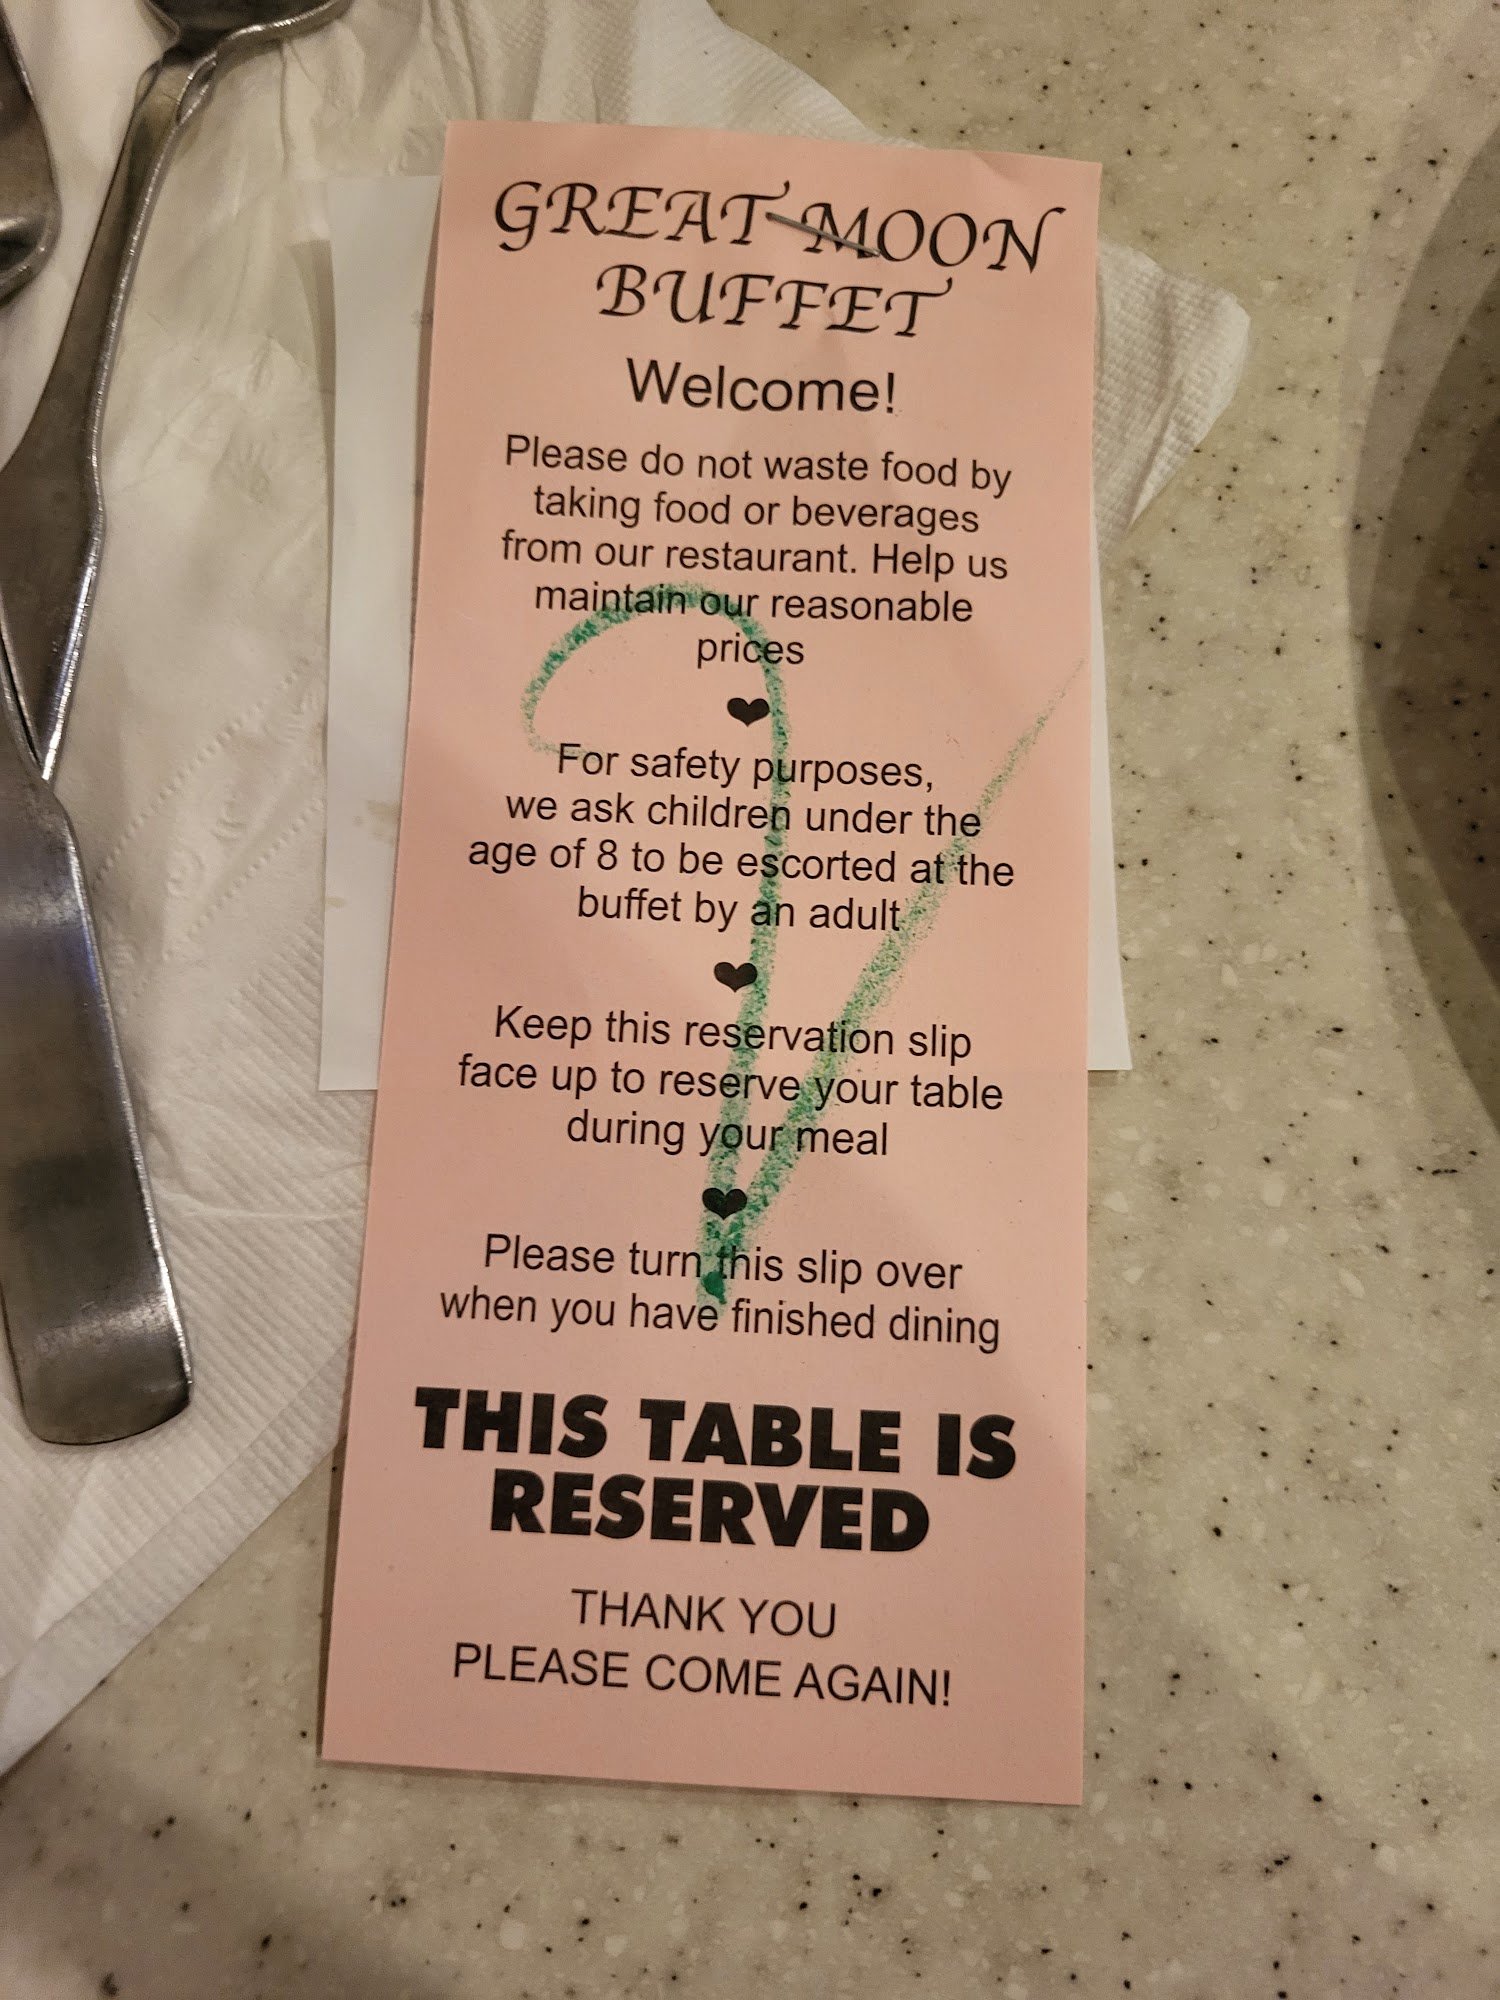 GREAT MOON
BUFFET
Welcome!
Please do not waste food by
taking food or beverages
from our restaurant. Help us
maintain our reasonable
prices
❤
For safety purposes,
we ask children under the
age of 8 to be escorted at the
buffet by an adult
❤
Keep this reservation slip
face up to reserve your table
during your meal
❤
Please turn this slip over
when you have finished dining
THIS TABLE IS
RESERVED
THANK YOU
PLEASE COME AGAIN!